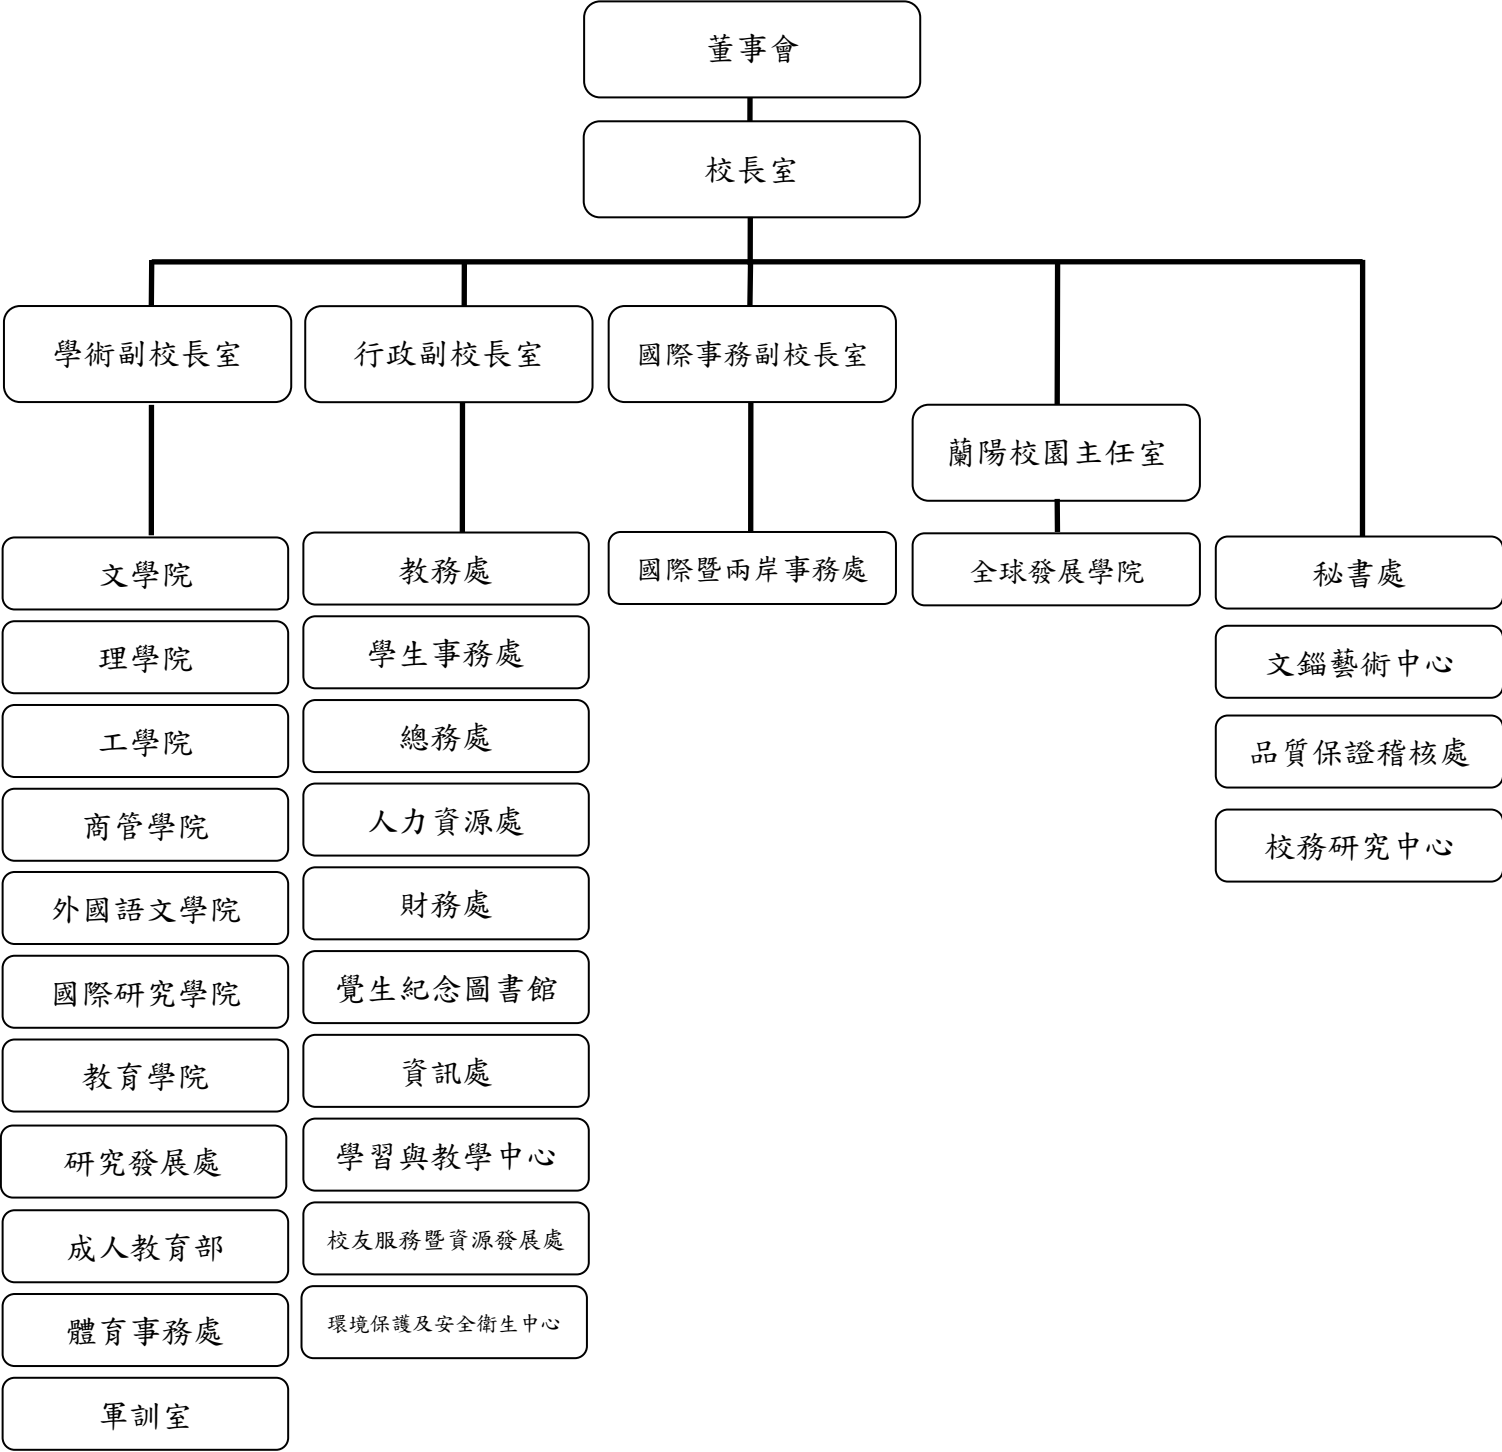 董事會
校長室
學術副校長室
行政副校長室
國際事務副校長室
蘭陽校園主任室
文學院
理學院
工學院
商管學院
外國語文學院
國際研究學院
教育學院
研究發展處
成人教育部
體育事務處
軍訓室
教務處
學生事務處
總務處
人力資源處
財務處
覺生紀念圖書館
資訊處
學習與教學中心
校友服務暨資源發展處
環境保護及安全衛生中心
國際暨兩岸事務處
全球發展學院
秘書處
文錙藝術中心
品質保證稽核處
校務研究中心